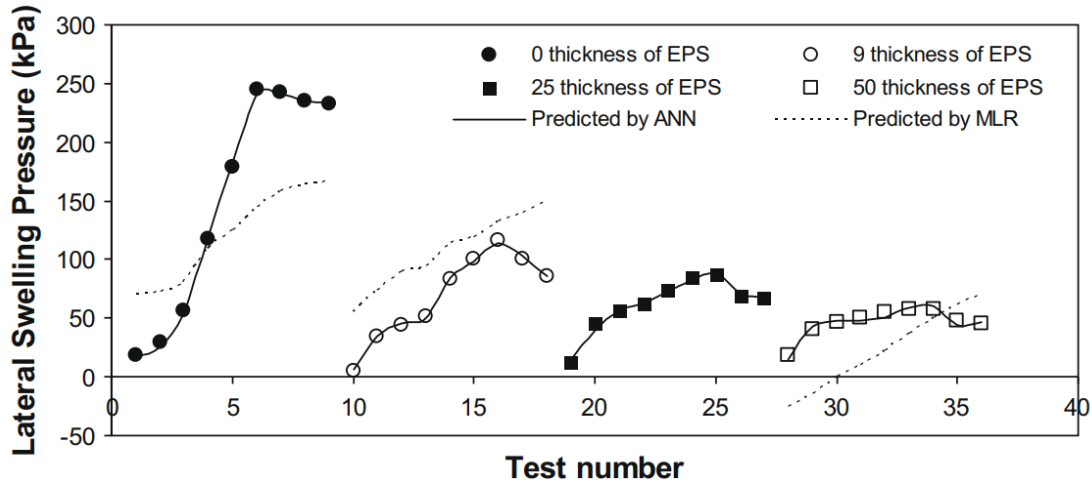 Lateral Swelling Pressure (kPa)
300
250
200
150
100
50
0
-50
0 thickness of EPS
9 thickness of EPS
25 thickness of EPS
50 thickness of EPS
Predicted by ANN
Predicted by MLR
0
5
10
15
20
25
30
35
40
Test number